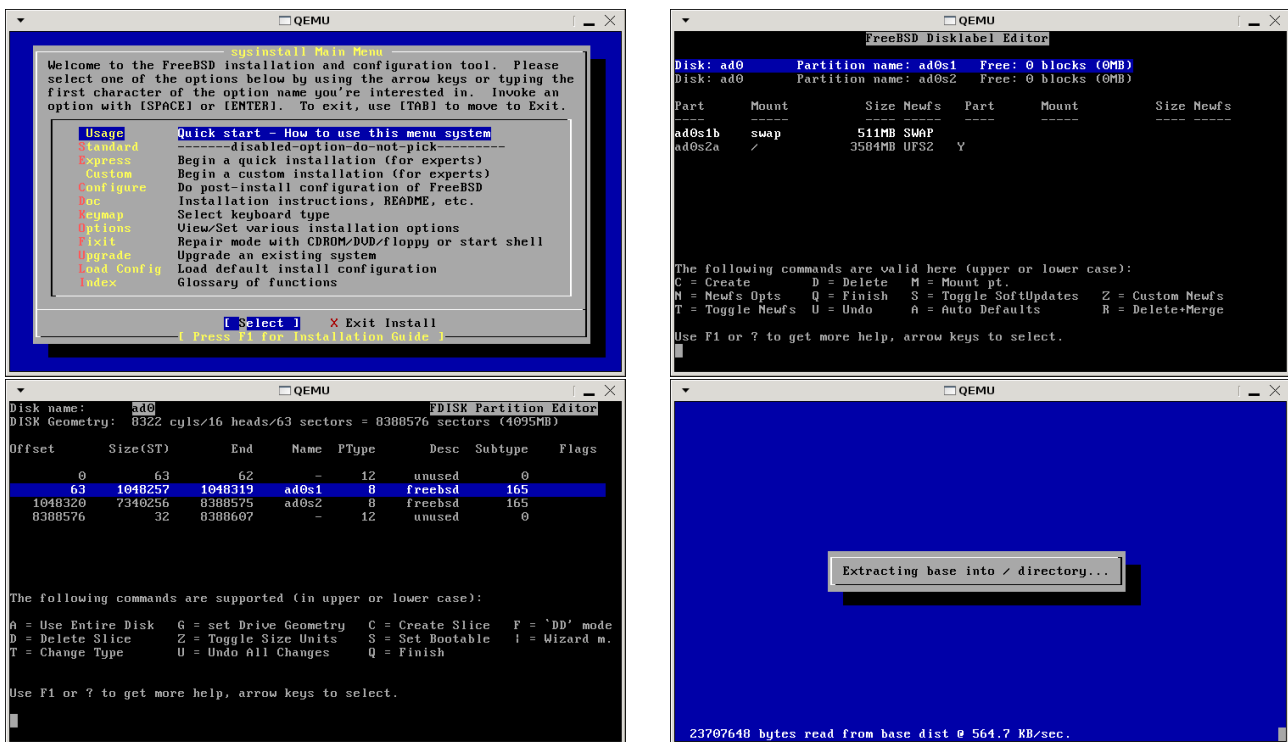 QEMU
sysinstall Main Menu
Welcome to the FreeBSD installation and configuration tool.  Please
select one of the options below by using the arrow keys or typing the
first character of the option name you're interested in.  Invoke an
option with [SPACE] or [ENTER].  To exit, use [TAB] to move to Exit.
Usage Quick start - How to use this menu system
Standard -------disabled-option-do-not-pick---------
Express Begin a quick installation (for experts)
Custom Begin a custom installation (for experts)
Configure Do post-install configuration of FreeBSD
Doc Installation instructions, README, etc.
Keymap Select keyboard type
Options View/Set various installation options
Fixit Repair mode with CDROM/DVD/floppy or start shell
Upgrade Upgrade an existing system
Load Config Load default install configuration
Index Glossary of functions
[ Select ] X Exit Install
[ Press F1 for Installation Guide ]
QEMU
FreeBSD Disklabel Editor
Disk: ad0 Partition name: ad0s1 Free: 0 blocks (0MB)
Disk: ad0 Partition name: ad0s2 Free: 0 blocks (0MB)
Part Mount Size Newfs Part Mount Size Newfs
---- ----- ---- ----- ---- ----- ---- -----
ad0s1b swap 511MB SWAP
ad0s2a / 3584MB UFS2 Y
The following commands are valid here (upper or lower case):
C = Create D = Delete M = Mount pt.
N = Newfs Opts Q = Finish S = Toggle SoftUpdates Z = Custom Newfs
T = Toggle Newfs U = Undo A = Auto Defaults R = Delete+Merge
Use F1 or ? to get more help, arrow keys to select.
QEMU
Disk name: ad0 FDISK Partition Editor
DISK Geometry: 8322 cyls/16 heads/63 sectors = 8388576 sectors (4095MB)
Offset Size(ST) End Name PType Desc Subtype Flags
0 63 62 - 12 unused 0
63 1048257 1048319 ad0s1 8 freebsd 165
1048320 7340256 8388575 ad0s2 8 freebsd 165
8388576 32 8388607 - 12 unused 0
The following commands are supported (in upper or lower case):
A = Use Entire Disk G = set Drive Geometry C = Create Slice F = `DD' mode
D = Delete Slice Z = Toggle Size Units S = Set Bootable | = Wizard m.
T = Change Type U = Undo All Changes Q = Finish
Use F1 or ? to get more help, arrow keys to select.
QEMU
Extracting base into / directory...
23707648 bytes read from base dist @ 564.7 KB/sec.